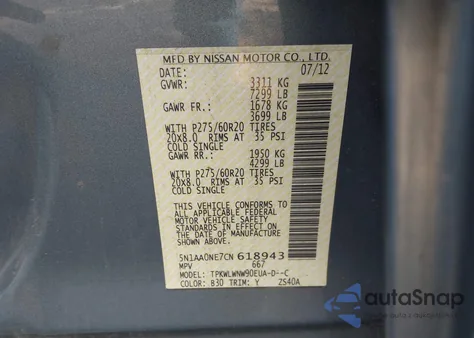 MFD BY NISSAN MOTOR CO., LTD.
DATE: 07/12
GVWR: 3311 KG
7299 LB
GAWR FR.: 1678 KG
3699 LB
WITH P275/60R20 TIRES
20x8.0 RIMS AT 35 PSI
COLD SINGLE
GAWR RR.: 1950 KG
4299 LB
WITH P275/60R20 TIRES
20x8.0 RIMS AT 35 PSI
COLD SINGLE
THIS VEHICLE CONFORMS TO
ALL APPLICABLE FEDERAL
MOTOR VEHICLE SAFETY
STANDARDS IN EFFECT ON
THE DATE OF MANUFACTURE
SHOWN ABOVE.
5N1AA0NE7CN618943
MPV 667
MODEL: TPKWLWNW90EUA-D--C
COLOR: B30 TRIM: Y 2S40A
autoSnap